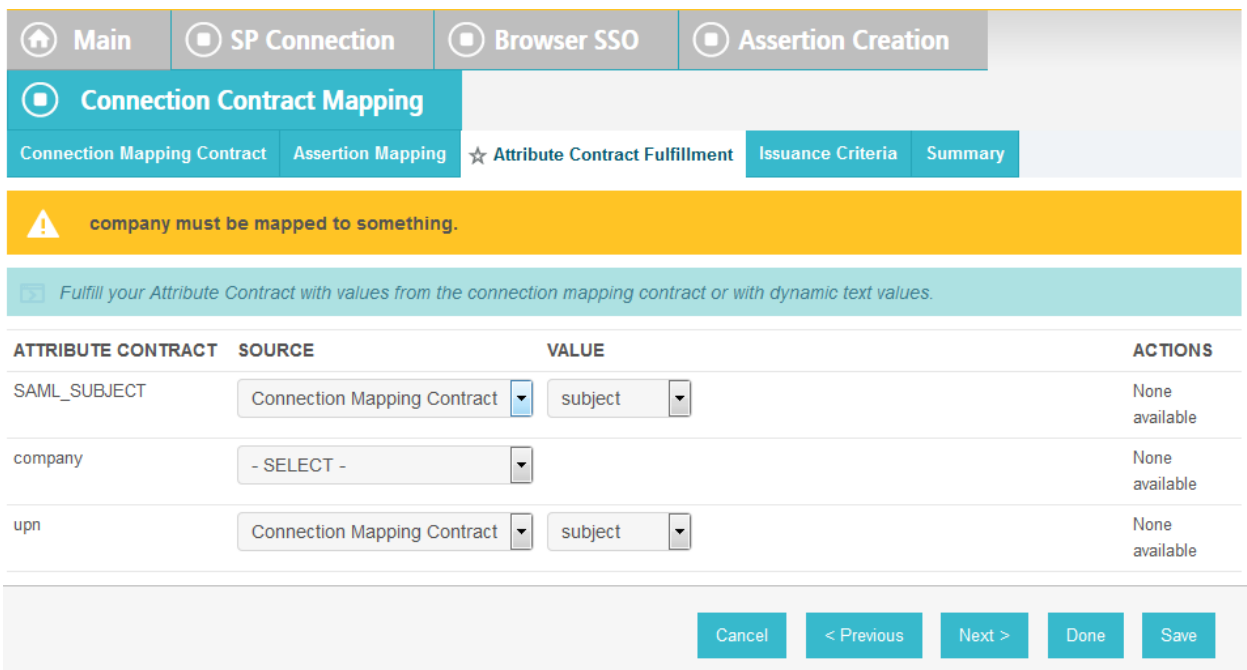 Main SP Connection Browser SSO Assertion Creation
Connection Contract Mapping
Connection Mapping Contract Assertion Mapping Attribute Contract Fulfillment Issuance Criteria Summary
company must be mapped to something.
Fulfill your Attribute Contract with values from the connection mapping contract or with dynamic text values.
ATTRIBUTE CONTRACT SOURCE VALUE ACTIONS
SAML_SUBJECT Connection Mapping Contract subject None
available
company - SELECT - None
available
upn Connection Mapping Contract subject None
available
Cancel < Previous Next > Done Save